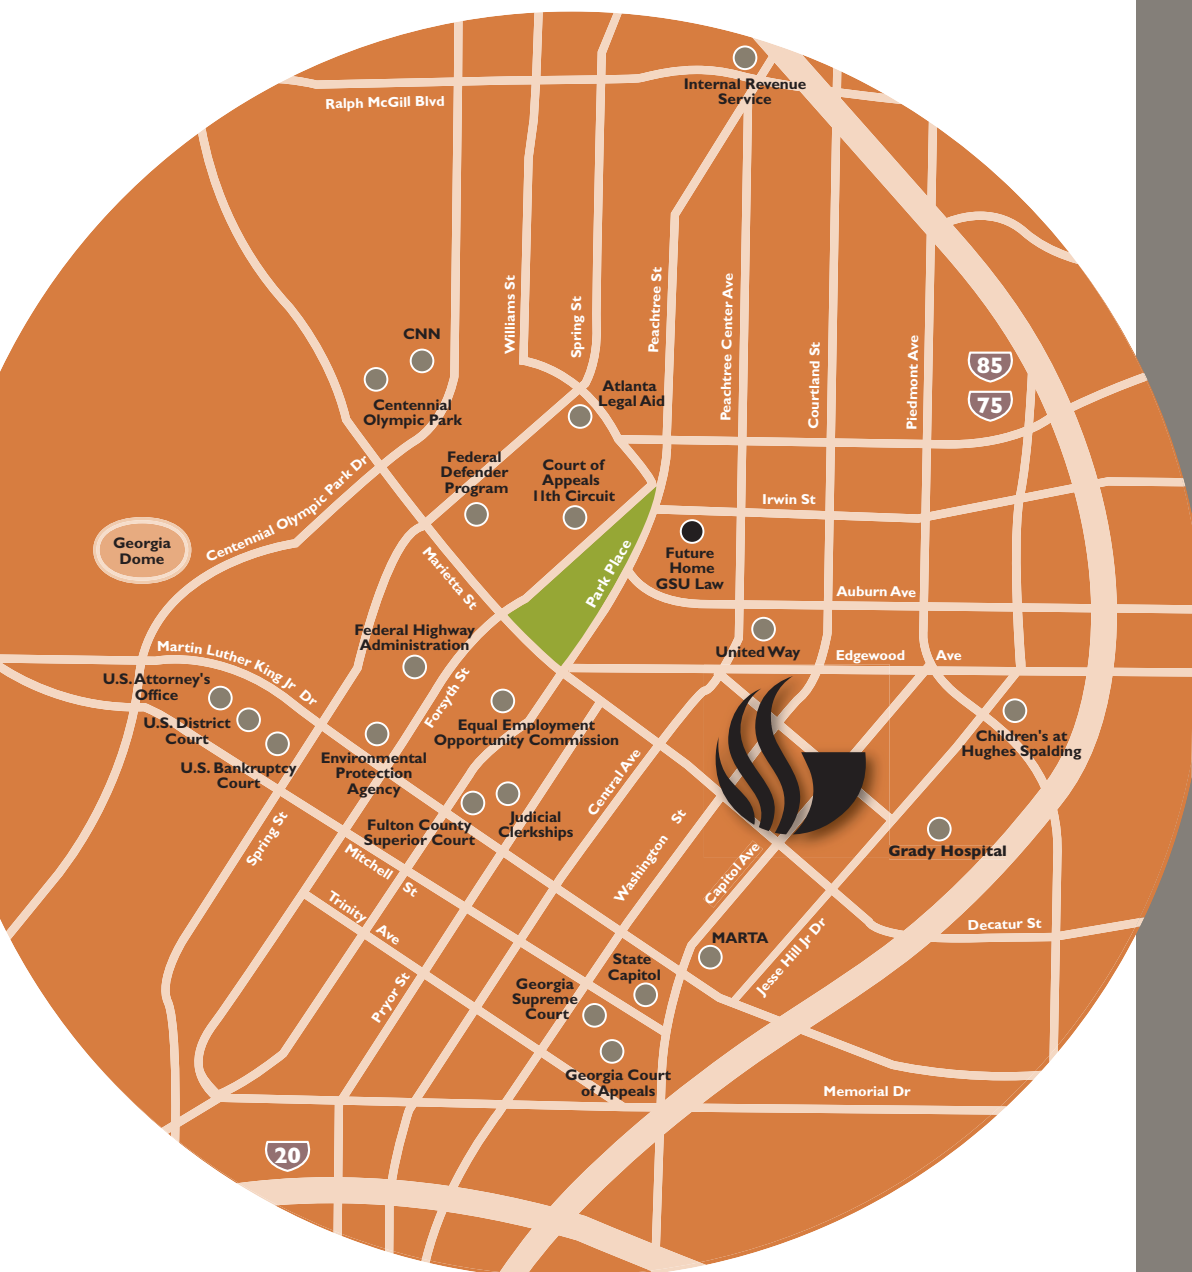 Internal Revenue
Service
Ralph McGill Blvd
Williams St
Spring St
Peachtree St
Peachtree Center Ave
Courtland St
Piedmont Ave
85
75
CNN
Centennial
Olympic Park
Atlanta
Legal Aid
Federal
Defender
Program
Court of
Appeals
11th Circuit
Centennial Olympic Park Dr
Irwin St
Georgia
Dome
Marietta St
Park Place
Future
Home
GSU Law
Auburn Ave
Federal Highway
Administration
United Way
Edgewood Ave
Martin Luther King Jr Dr
U.S. Attorney's
Office
U.S. District
Court
U.S. Bankruptcy
Court
Forsyth St
Equal Employment
Opportunity Commission
Environmental
Protection
Agency
Children's at
Hughes Spalding
Central Ave
Fulton County
Superior Court
Judicial
Clerkships
Spring St
Mitchell St
Washington St
Capitol Ave
Grady Hospital
Trinity Ave
Decatur St
MARTA
Jesse Hill Jr Dr
State
Capitol
Pryor St
Georgia
Supreme
Court
Georgia Court
of Appeals
Memorial Dr
20